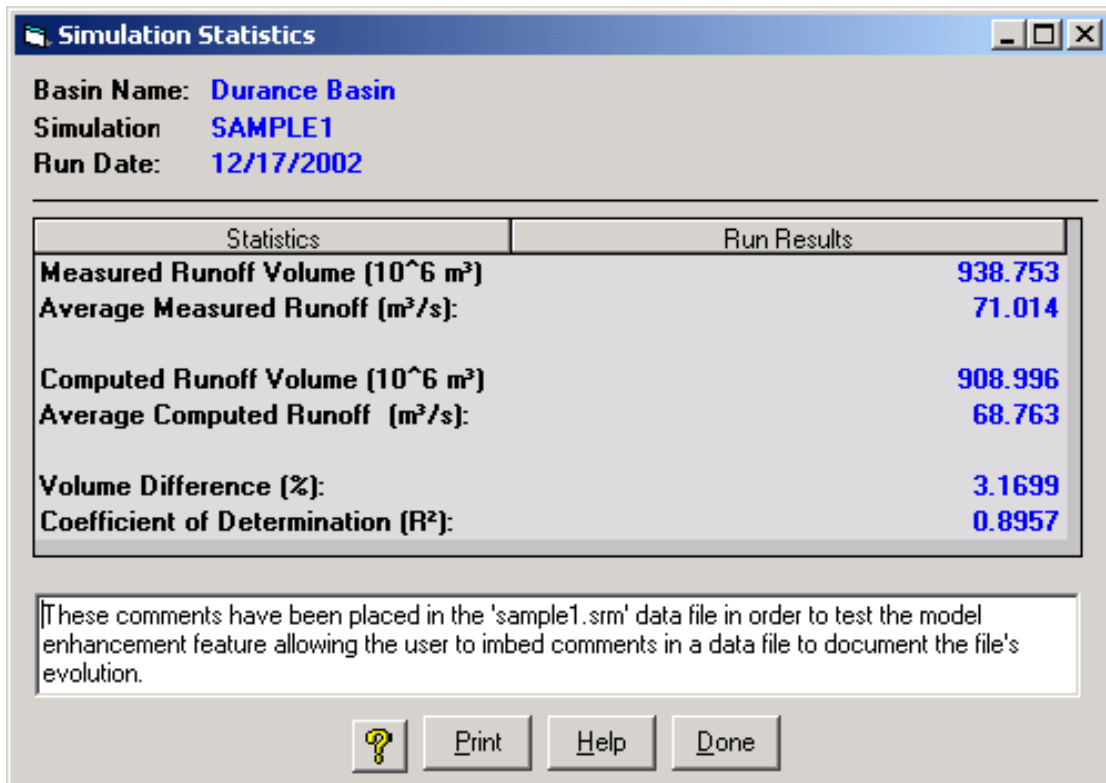 Simulation Statistics
Basin Name: Durance Basin
Simulation SAMPLE1
Run Date: 12/17/2002
Statistics Run Results
Measured Runoff Volume (10^6 m³) 938.753
Average Measured Runoff (m³/s): 71.014
Computed Runoff Volume (10^6 m³) 908.996
Average Computed Runoff (m³/s): 68.763
Volume Difference (%): 3.1699
Coefficient of Determination (R²): 0.8957
These comments have been placed in the 'sample1.srm' data file in order to test the model
enhancement feature allowing the user to imbed comments in a data file to document the file's
evolution.
? Print Help Done